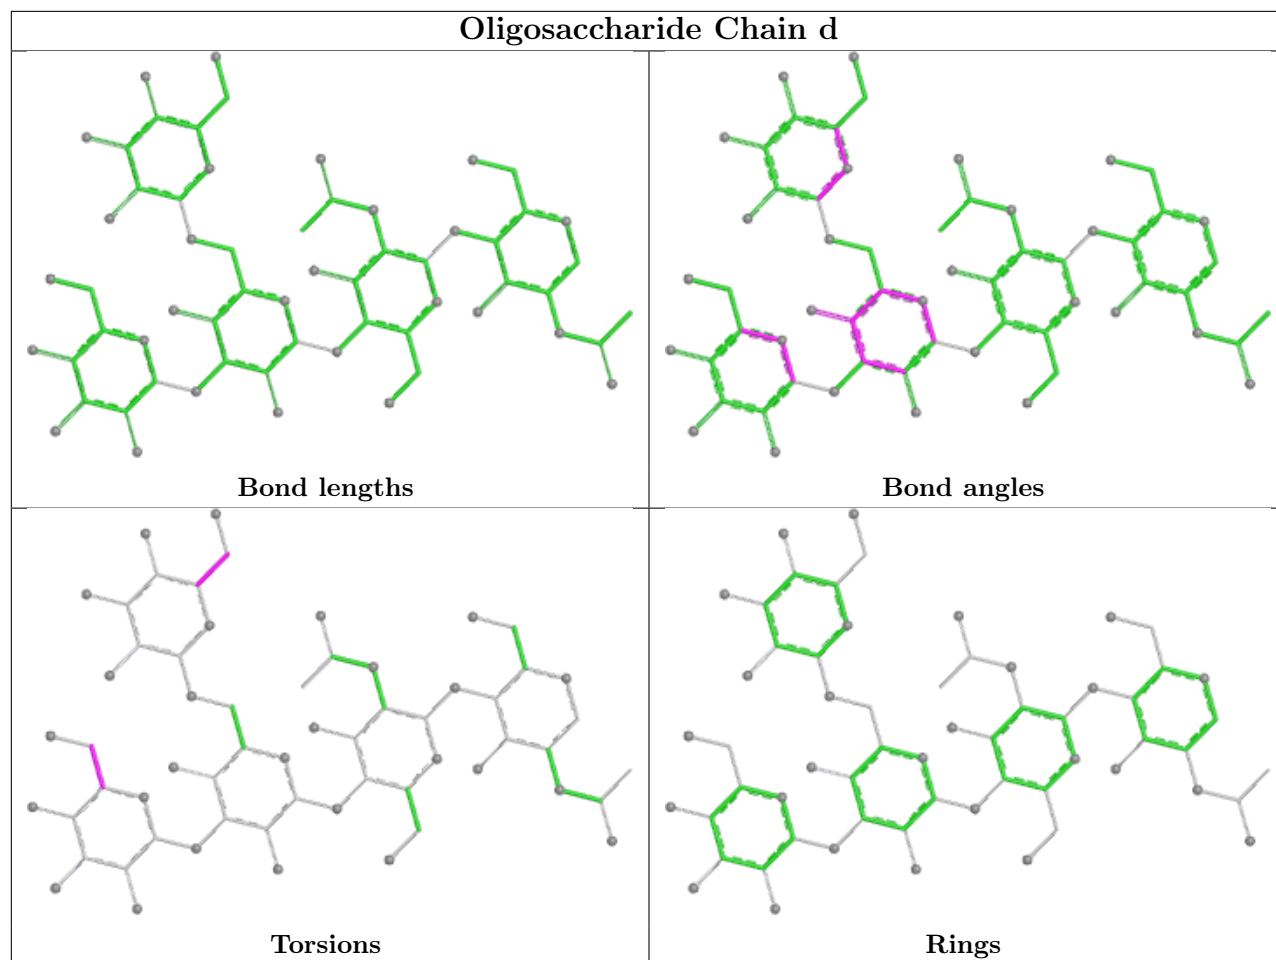 Oligosaccharide Chain d
Bond lengths
Bond angles
Torsions
Rings